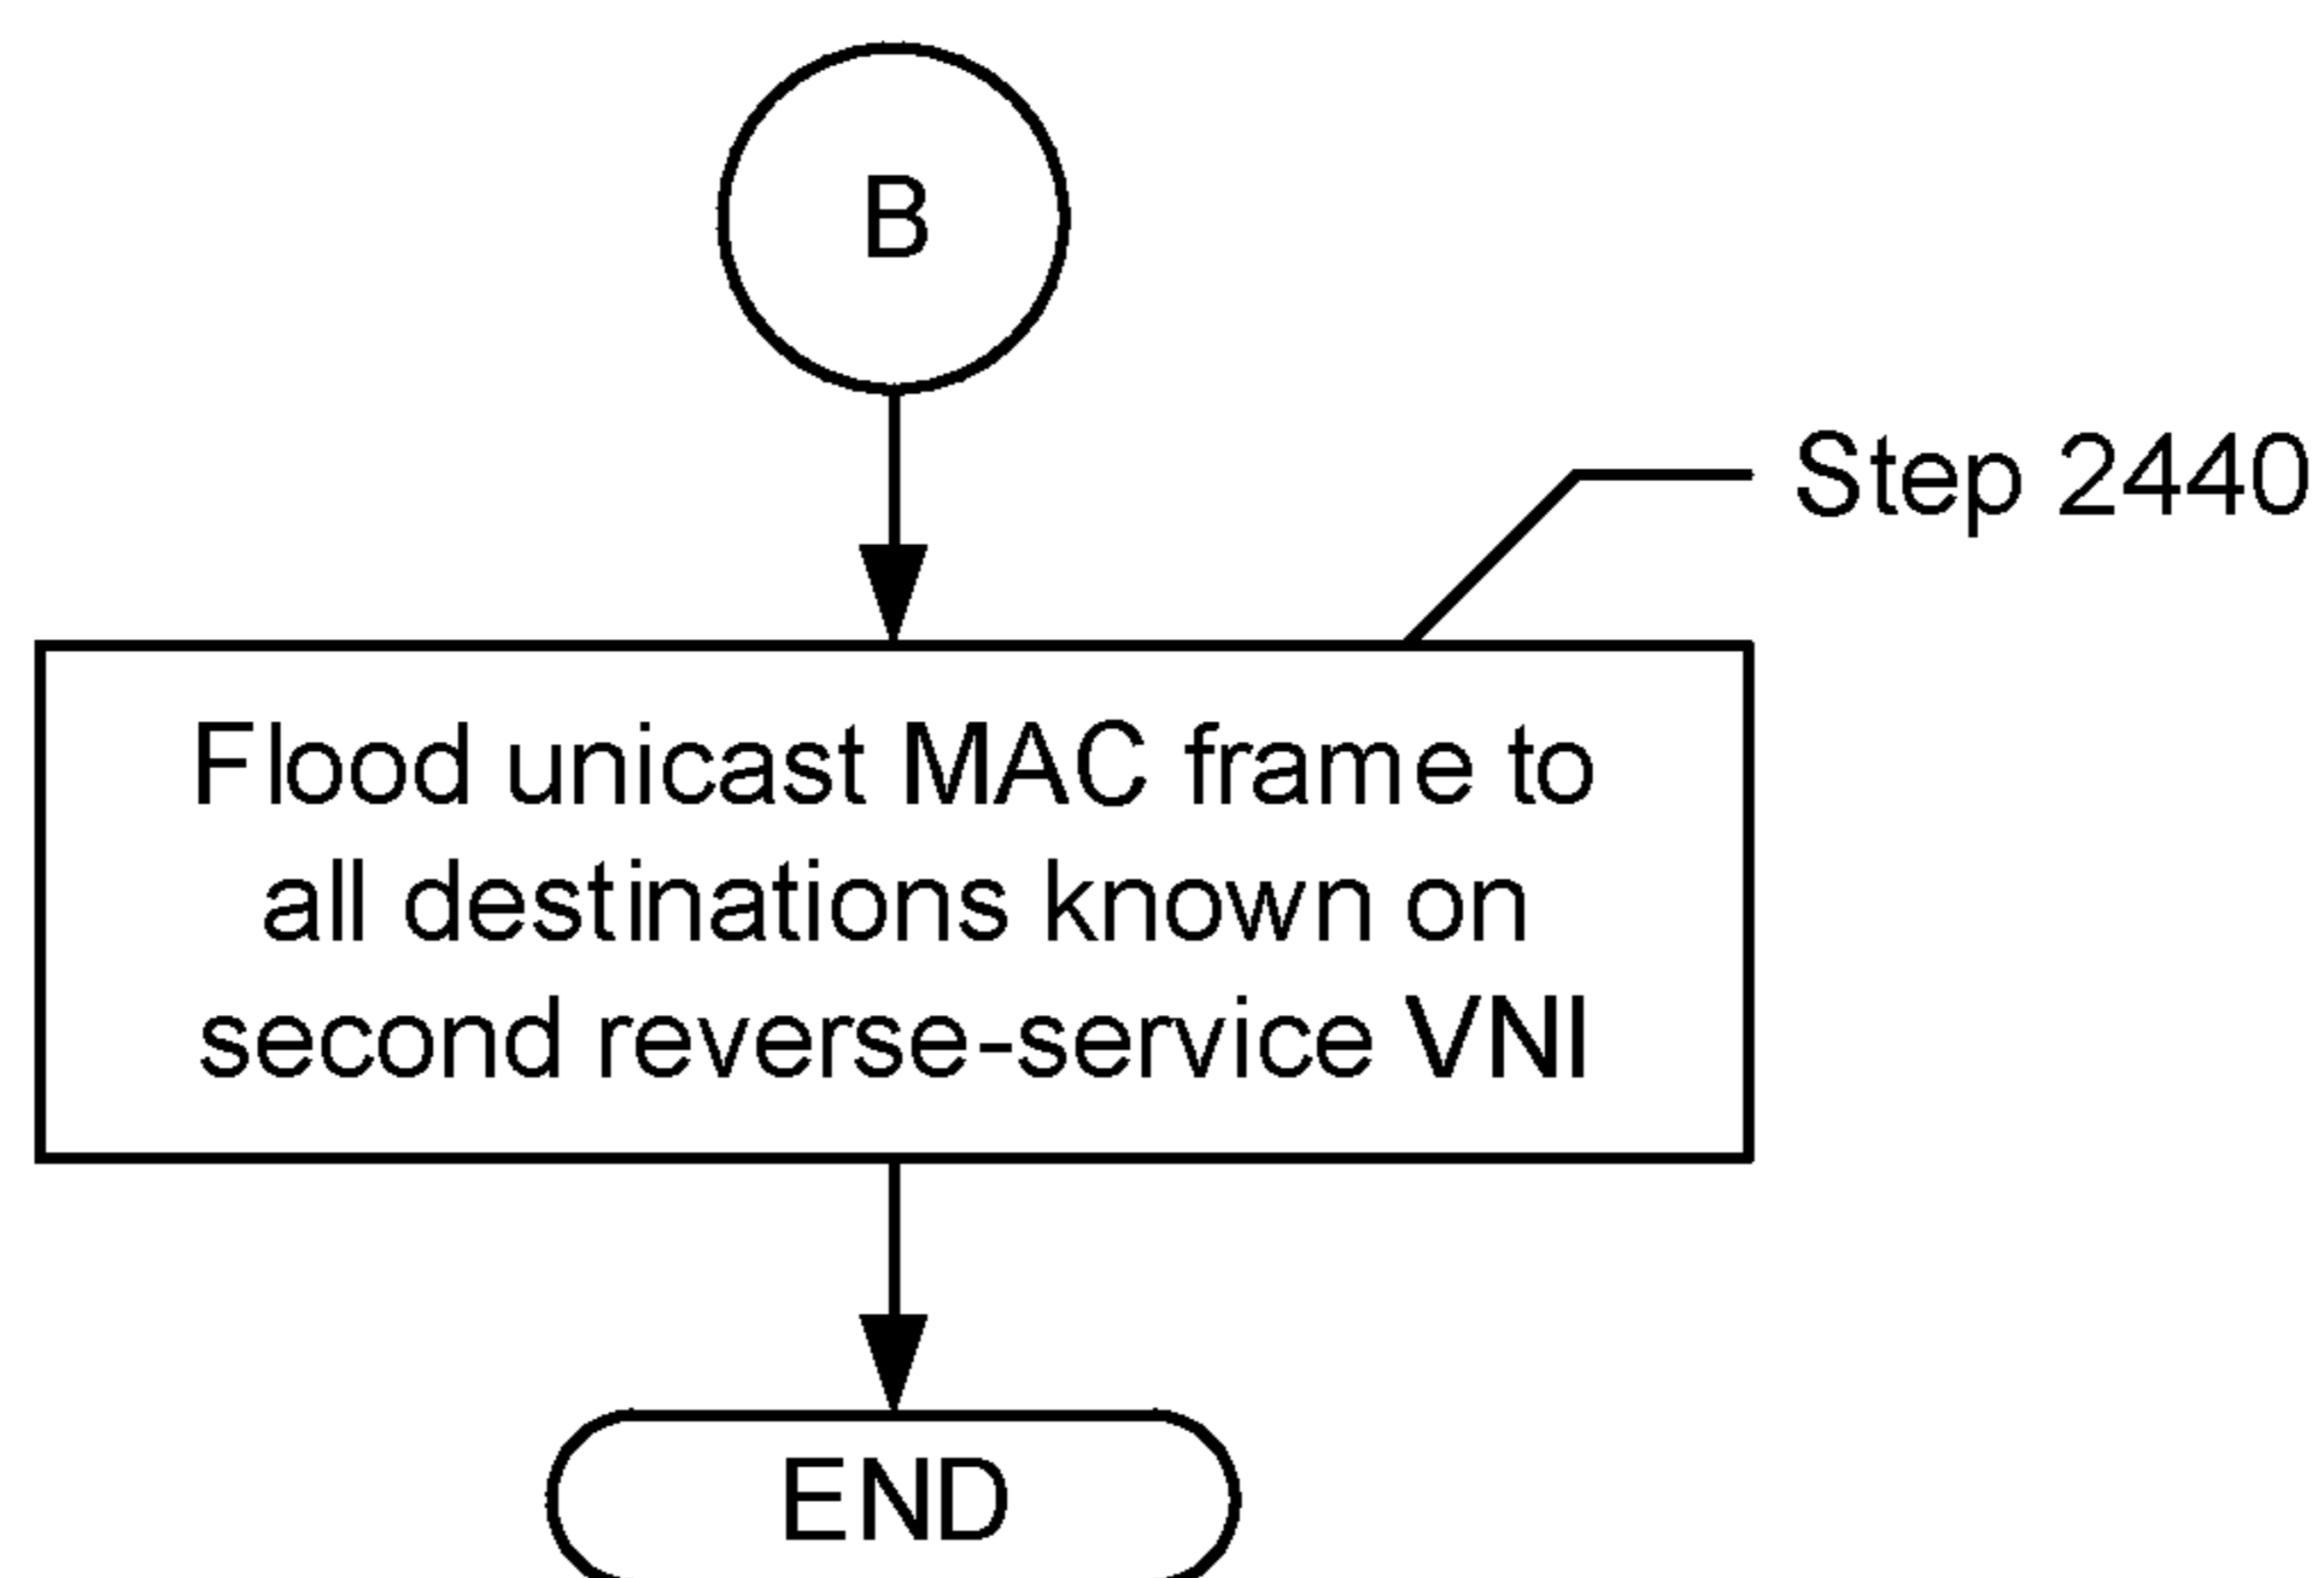 B
Step 2440
Flood unicast MAC frame to
all destinations known on
second reverse-service VNI
END